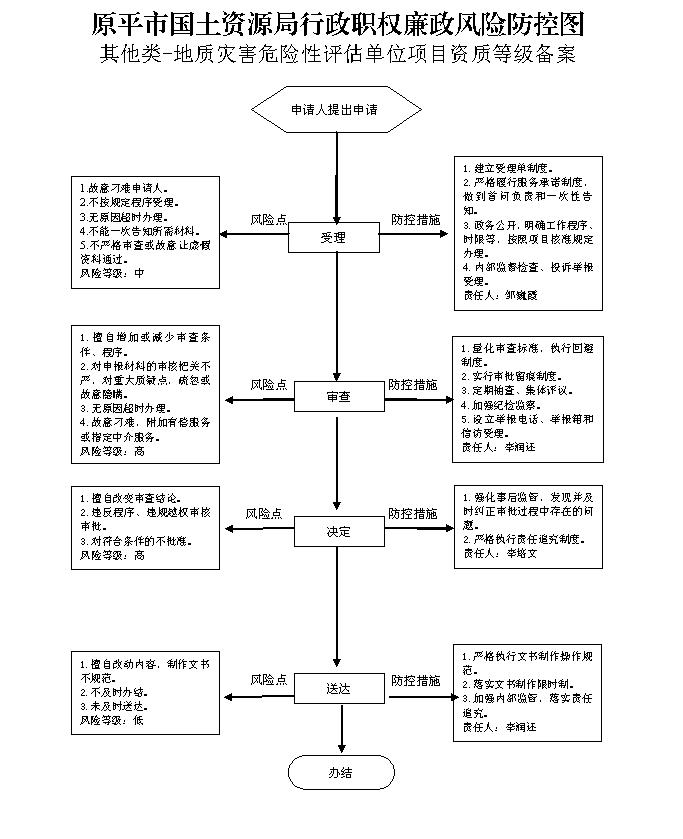 原平市国土资源局行政职权廉政风险防控图
其他类-地质灾害危险性评估单位项目资质等级备案
申请人提出申请
1.故意刁难申请人。
2.不按规定程序受理。
3.无原因超时办理。
4.不能一次告知所需材料。
5.不严格审查或故意让虚假
资料通过。
风险等级：中
风险点
受理
防控措施
1. 建立受理单制度。
2. 严格履行服务承诺制度，
做到首问负责和一次性告
知。
3. 政务公开，明确工作程序、
时限等，按照项目核准规定
办理。
4. 内部监督检查、投诉举报
受理。
责任人：邹巍霞
1. 擅自增加或减少审查条
件、程序。
2. 对申报材料的审核把关不
严，对重大质疑点，疏忽或
故意隐瞒。
3. 无原因超时办理。
4. 故意刁难，附加有偿服务
或指定中介服务。
风险等级：高
风险点
审查
防控措施
1. 量化审查标准，执行回避
制度。
2. 实行审批留痕制度。
3. 定期抽查、集体评议。
4. 加强纪检监察。
5. 设立举报电话、举报箱和
信访受理。
责任人：李润还
1. 擅自改变审查结论。
2. 违反程序、违规越权审核
审批。
3. 对符合条件的不批准。
风险等级：高
风险点
决定
防控措施
1. 强化事后监管，发现并及
时纠正审批过程中存在的问
题。
2. 严格执行责任追究制度。
责任人：李培文
1. 擅自改动内容，制作文书
不规范。
2. 不及时办结。
3. 未及时送达。
风险等级：低
风险点
送达
防控措施
1. 严格执行文书制作操作规
范。
2. 落实文书制作限时制。
3. 加强内部监管，落实责任
追究。
责任人：李润还
办结